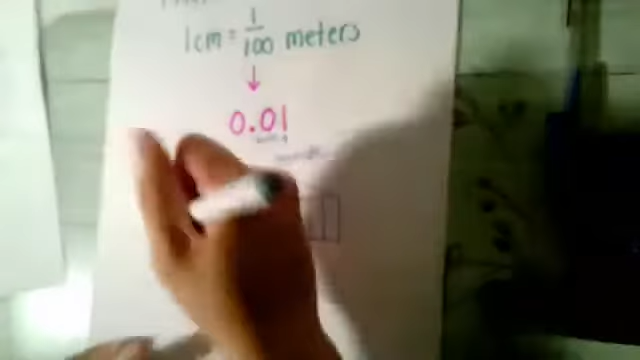 1cm = 1/100 meters
↓
0.01